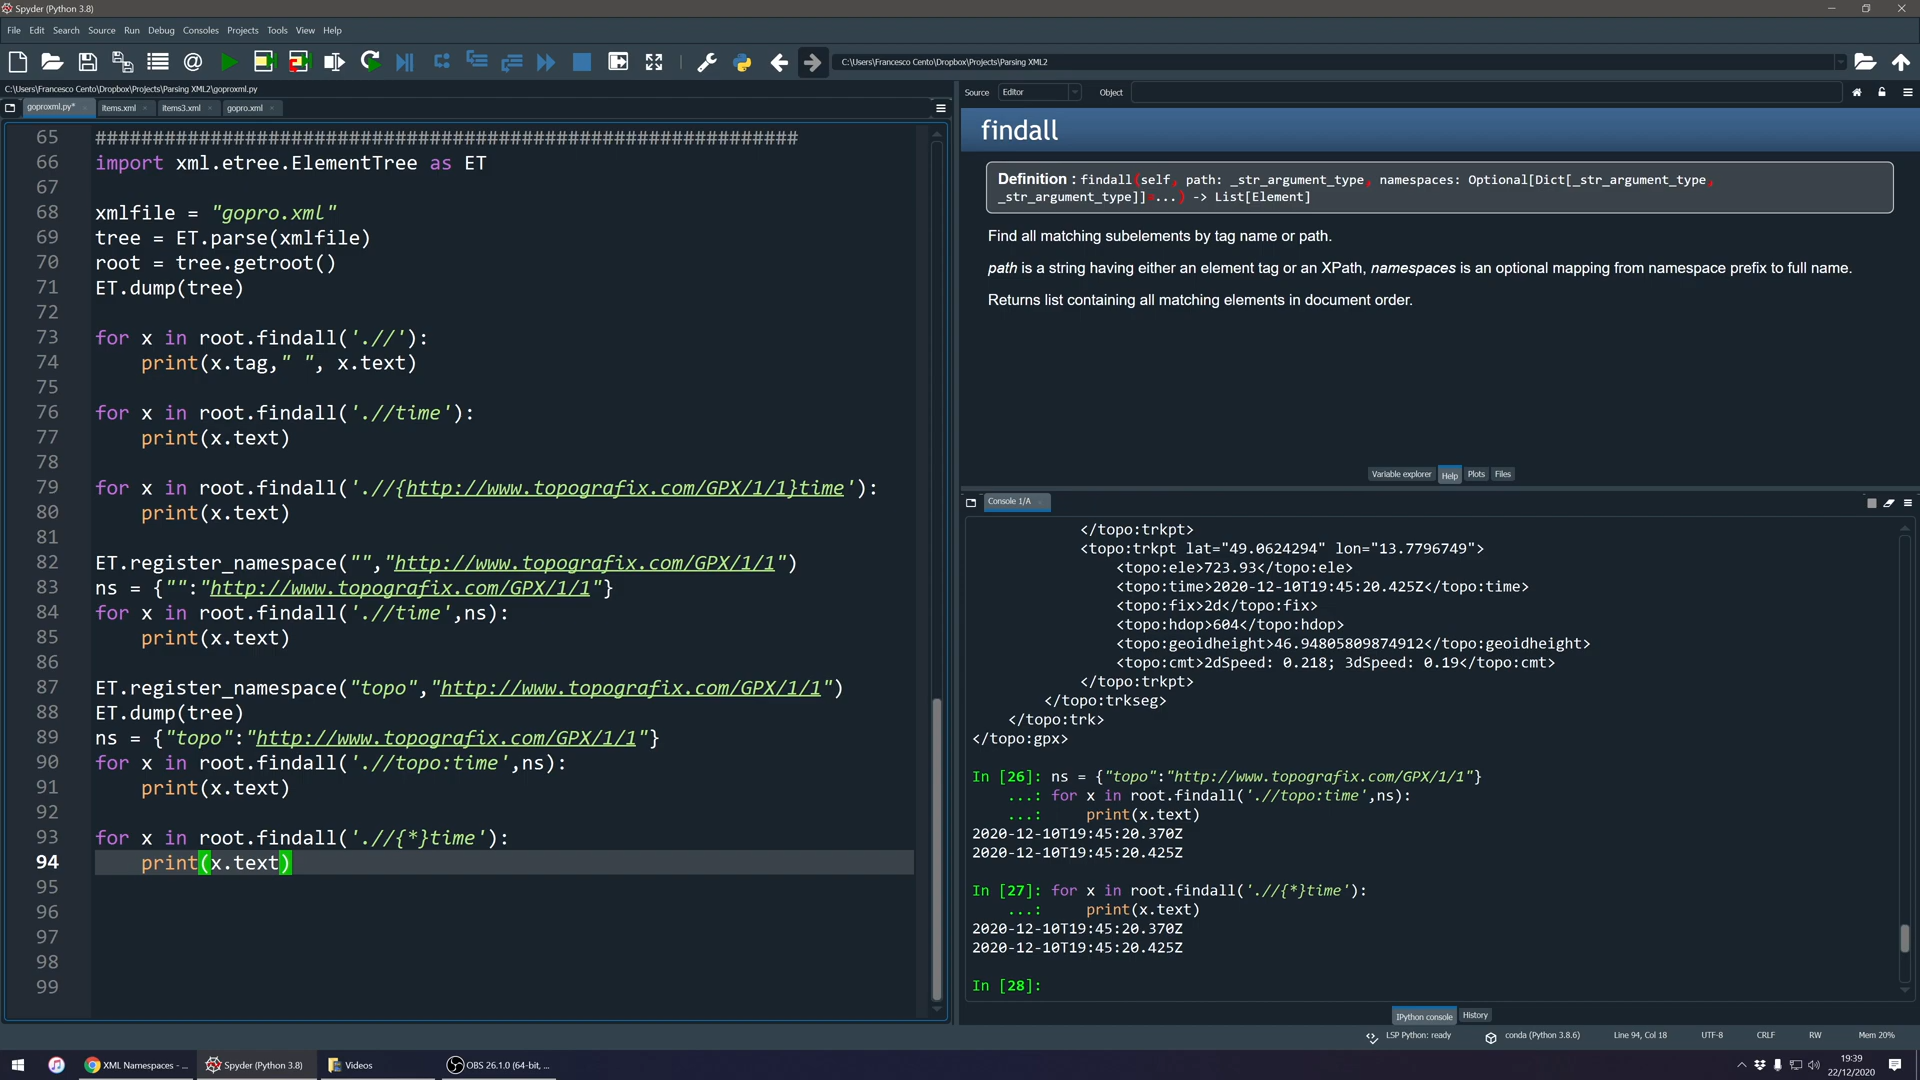 Spyder (Python 3.8)
File Edit Search Source Run Debug Consoles Projects Tools View Help
C:\Users\Francesco Cento\Dropbox\Projects\Parsing XML2
C:\Users\Francesco Cento\Dropbox\Projects\Parsing XML2\goproxml.py
goproxml.py* items.xml items3.xml gopro.xml
65 #############################################################
66 import xml.etree.ElementTree as ET
67
68 xmlfile = "gopro.xml"
69 tree = ET.parse(xmlfile)
70 root = tree.getroot()
71 ET.dump(tree)
72
73 for x in root.findall('.//'):
74     print(x.tag," ", x.text)
75
76 for x in root.findall('.//time'):
77     print(x.text)
78
79 for x in root.findall('.//{http://www.topografix.com/GPX/1/1}time'):
80     print(x.text)
81
82 ET.register_namespace("","http://www.topografix.com/GPX/1/1")
83 ns = {"":"http://www.topografix.com/GPX/1/1"}
84 for x in root.findall('.//time',ns):
85     print(x.text)
86
87 ET.register_namespace("topo","http://www.topografix.com/GPX/1/1")
88 ET.dump(tree)
89 ns = {"topo":"http://www.topografix.com/GPX/1/1"}
90 for x in root.findall('.//topo:time',ns):
91     print(x.text)
92
93 for x in root.findall('.//{*}time'):
94     print(x.text)
95
96
97
98
99
Source Editor Object
findall
Definition : findall(self, path: _str_argument_type, namespaces: Optional[Dict[_str_argument_type,
_str_argument_type]]=...) -> List[Element]
Find all matching subelements by tag name or path.
path is a string having either an element tag or an XPath, namespaces is an optional mapping from namespace prefix to full name.
Returns list containing all matching elements in document order.
Variable explorer Help Plots Files
Console 1/A
</topo:trkpt>
<topo:trkpt lat="49.0624294" lon="13.7796749">
<topo:ele>723.93</topo:ele>
<topo:time>2020-12-10T19:45:20.425Z</topo:time>
<topo:fix>2d</topo:fix>
<topo:hdop>604</topo:hdop>
<topo:geoidheight>46.94805809874912</topo:geoidheight>
<topo:cmt>2dSpeed: 0.218; 3dSpeed: 0.19</topo:cmt>
</topo:trkpt>
</topo:trkseg>
</topo:trk>
</topo:gpx>
In [26]: ns = {"topo":"http://www.topografix.com/GPX/1/1"}
...: for x in root.findall('.//topo:time',ns):
...:     print(x.text)
2020-12-10T19:45:20.370Z
2020-12-10T19:45:20.425Z
In [27]: for x in root.findall('.//{*}time'):
...:     print(x.text)
2020-12-10T19:45:20.370Z
2020-12-10T19:45:20.425Z
In [28]:
IPython console History
LSP Python: ready conda (Python 3.8.6) Line 94, Col 18 UTF-8 CRLF RW Mem 20%
XML Namespaces - ... Spyder (Python 3.8) Videos OBS 26.1.0 (64-bit, ...
19:39
22/12/2020